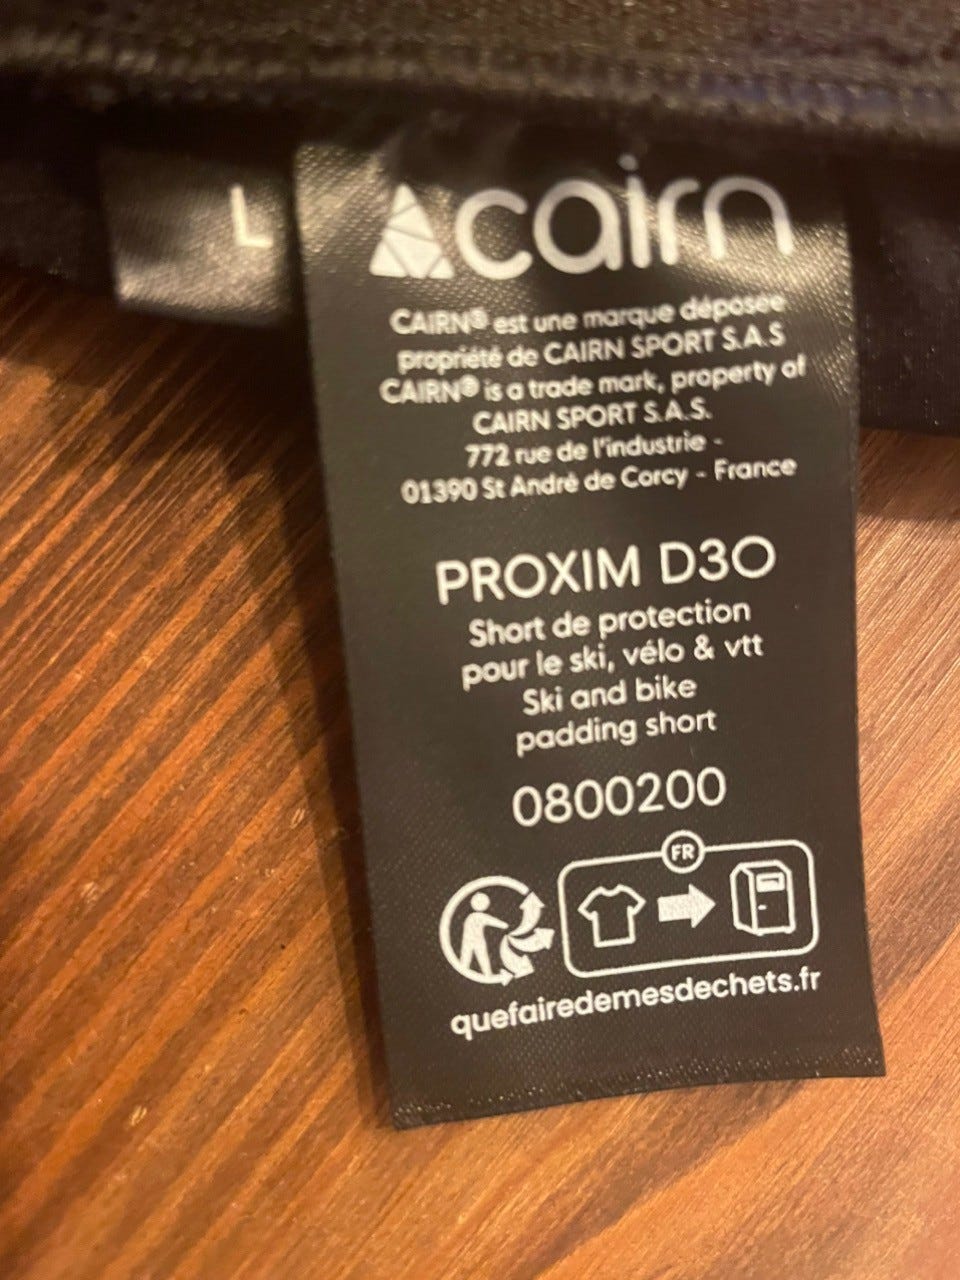 L
cairn
CAIRN® est une marque déposée
propriété de CAIRN SPORT S.A.S
CAIRN® is a trade mark, property of
CAIRN SPORT S.A.S.
772 rue de l'industrie -
01390 St André de Corcy - France
PROXIM D3O
Short de protection
pour le ski, vélo & vtt
Ski and bike
padding short
0800200
FR
quefairedemesdechets.fr